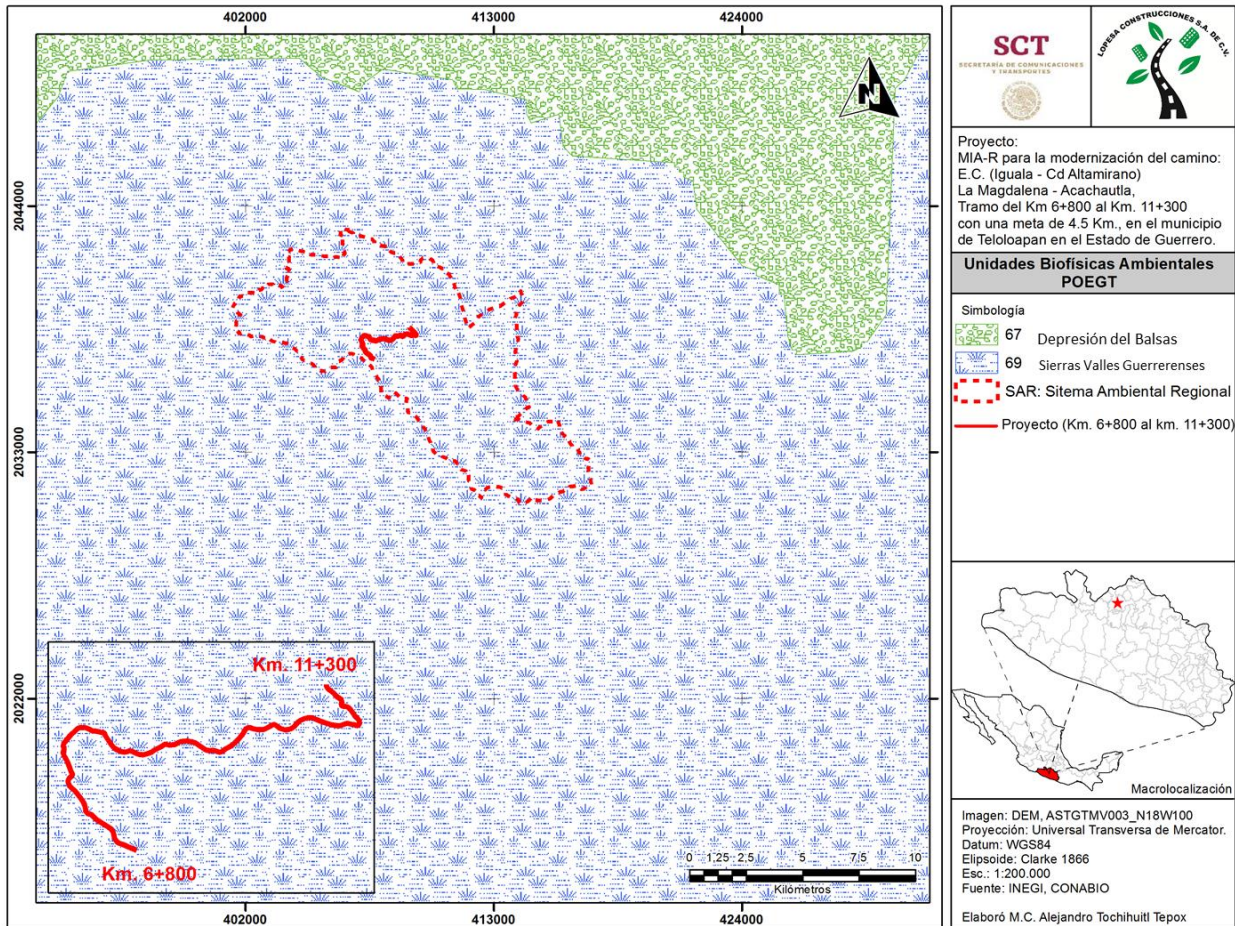 402000
413000
424000
2044000
2033000
2022000
N
Km. 11+300
Km. 6+800
0 1.25 2.5 5 7.5 10
Kilómetros
402000
413000
424000
SCT
SECRETARÍA DE COMUNICACIONES
Y TRANSPORTES
LOPESA CONSTRUCCIONES S.A. DE C.V.
Proyecto:
MIA-R para la modernización del camino:
E.C. (Iguala - Cd Altamirano)
La Magdalena - Acachautla,
Tramo del Km 6+800 al Km. 11+300
con una meta de 4.5 Km., en el municipio
de Teloloapan en el Estado de Guerrero.
Unidades Biofísicas Ambientales
POEGT
Simbología
67 Depresión del Balsas
69 Sierras Valles Guerrerenses
SAR: Sitema Ambiental Regional
Proyecto (Km. 6+800 al km. 11+300)
Macrolocalización
Imagen: DEM, ASTGTMV003_N18W100
Proyección: Universal Transversa de Mercator.
Datum: WGS84
Elipsoide: Clarke 1866
Esc.: 1:200.000
Fuente: INEGI, CONABIO
Elaboró M.C. Alejandro Tochihuitl Tepox